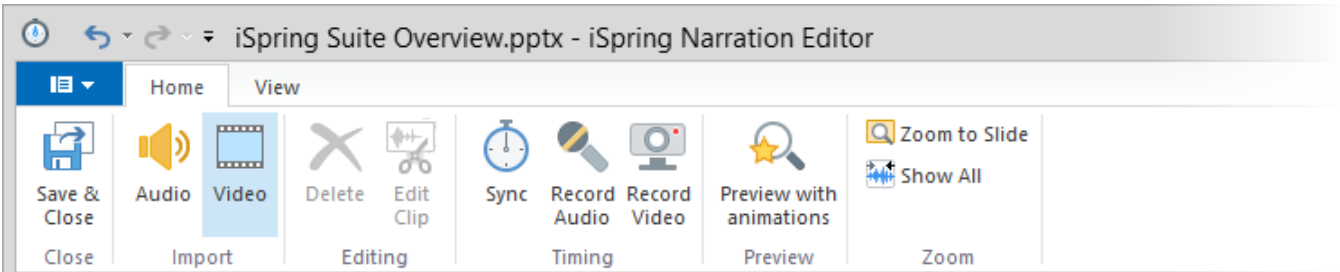 iSpring Suite Overview.pptx - iSpring Narration Editor
Home View
Zoom to Slide
Show All
Save & Audio Video Delete Edit Sync Record Record Preview with
Close Clip Audio Video animations
Close Import Editing Timing Preview Zoom